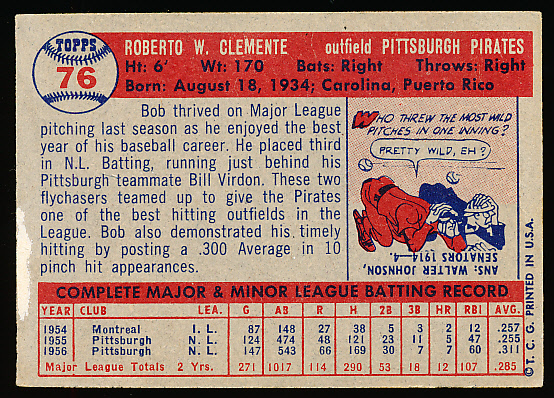 TOPPS
76
ROBERTO W. CLEMENTE outfield PITTSBURGH PIRATES
Ht: 6' Wt: 170 Bats: Right Throws: Right
Born: August 18, 1934; Carolina, Puerto Rico
Bob thrived on Major League
pitching last season as he enjoyed the best
year of his baseball career. He placed third
in N.L. Batting, running just behind his
Pittsburgh teammate Bill Virdon. These two
flychasers teamed up to give the Pirates
one of the best hitting outfields in
the League. Bob also demonstrated his timely
hitting by posting a .300 Average in 10
pinch hit appearances.
WHO THREW THE MOST WILD
PITCHES IN ONE INNING?
PRETTY WILD, EH?
ANS: WALTER JOHNSON,
SENATORS 1914-4.
COMPLETE MAJOR & MINOR LEAGUE BATTING RECORD
YEAR CLUB LEA. G AB R H 2B 3B HR RBI AVG.
1954 Montreal I. L. 87 148 27 38 5 3 2 12 .257
1955 Pittsburgh N. L. 124 474 48 121 23 11 5 47 .255
1956 Pittsburgh N. L. 147 543 66 169 30 7 7 60 .311
Major League Totals 2 Yrs. 271 1017 114 290 53 18 12 107 .285
© T. C. G. PRINTED IN U.S.A.